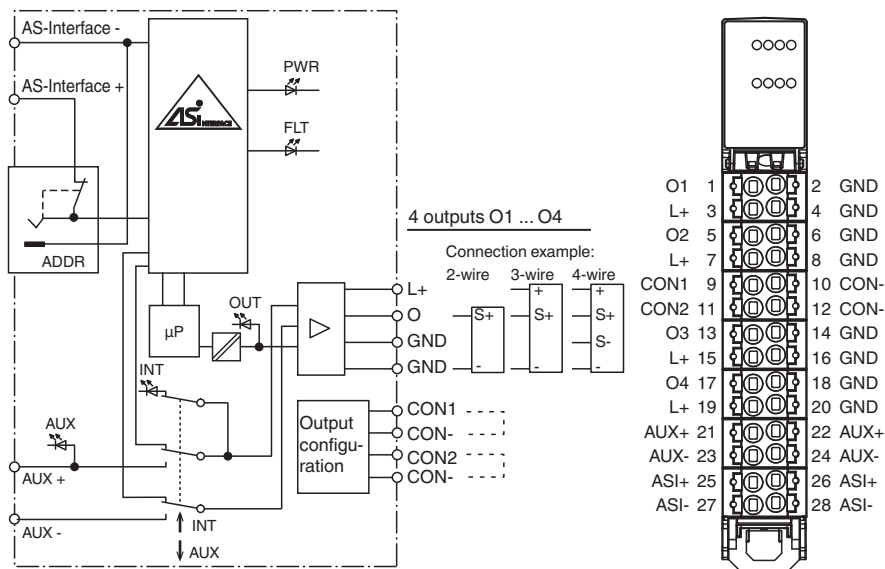 AS-Interface -
AS-Interface +
ASi
INTERFACE
PWR
FLT
ADDR
µP
OUT
INT
AUX
AUX +
AUX -
INT
AUX
4 outputs O1 ... O4
Connection example:
2-wire 3-wire 4-wire
L+
O
GND
GND
S+
-
+
S+
-
+
S+
S-
-
Output
configu-
ration
CON1
CON-
CON2
CON-
O1 1 2 GND
L+ 3 4 GND
O2 5 6 GND
L+ 7 8 GND
CON1 9 10 CON-
CON2 11 12 CON-
O3 13 14 GND
L+ 15 16 GND
O4 17 18 GND
L+ 19 20 GND
AUX+ 21 22 AUX+
AUX- 23 24 AUX-
ASI+ 25 26 ASI+
ASI- 27 28 ASI-